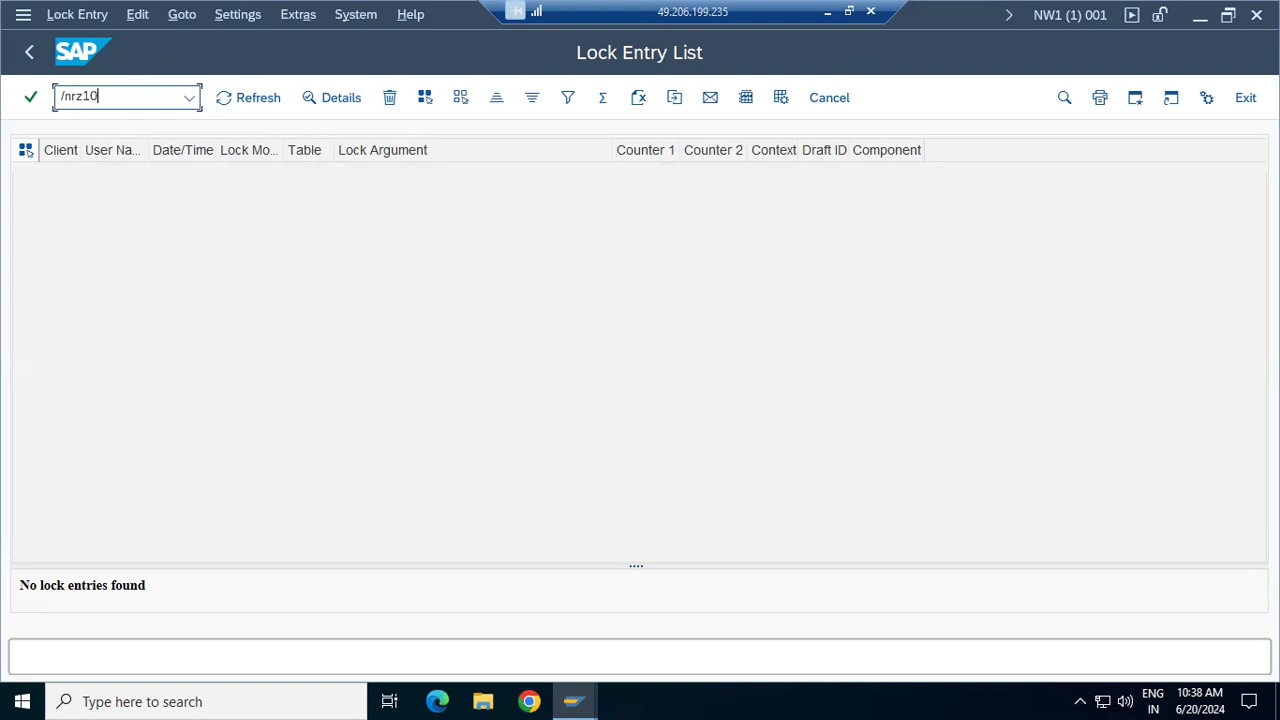 Lock Entry Edit Goto Settings Extras System Help 49.206.199.235 NW1 (1) 001
SAP Lock Entry List
/nrz10 Refresh Details Cancel Exit
Client User Na... Date/Time Lock Mo... Table Lock Argument Counter 1 Counter 2 Context Draft ID Component
No lock entries found
Type here to search
ENG
IN
10:38 AM
6/20/2024